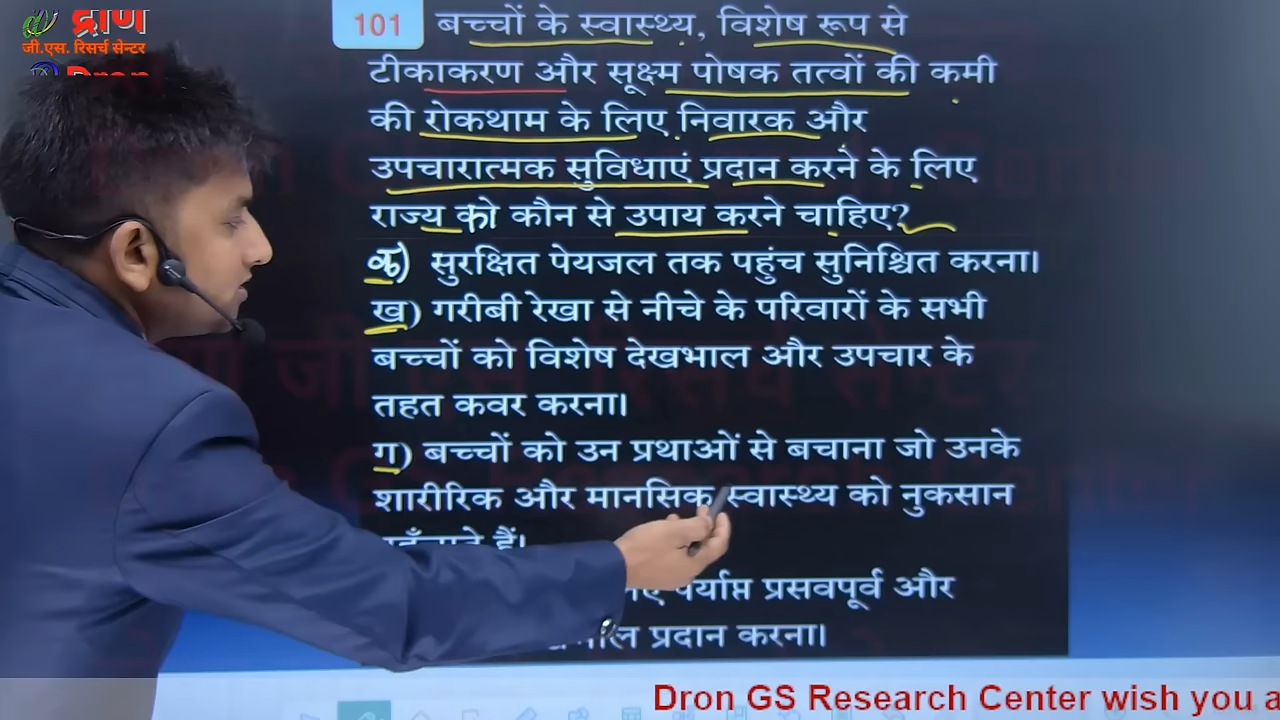 द्रोण
जी.एस. रिसर्च सेन्टर
Dron
101 बच्चों के स्वास्थ्य, विशेष रूप से
टीकाकरण और सूक्ष्म पोषक तत्वों की कमी
की रोकथाम के लिए निवारक और
उपचारात्मक सुविधाएं प्रदान करने के लिए
राज्य को कौन से उपाय करने चाहिए?
क) सुरक्षित पेयजल तक पहुंच सुनिश्चित करना।
ख) गरीबी रेखा से नीचे के परिवारों के सभी
बच्चों को विशेष देखभाल और उपचार के
तहत कवर करना।
ग) बच्चों को उन प्रथाओं से बचाना जो उनके
शारीरिक और मानसिक स्वास्थ्य को नुकसान
हैं।
पर्याप्त प्रसवपूर्व और
प्रदान करना।
Dron GS Research Center wish you a